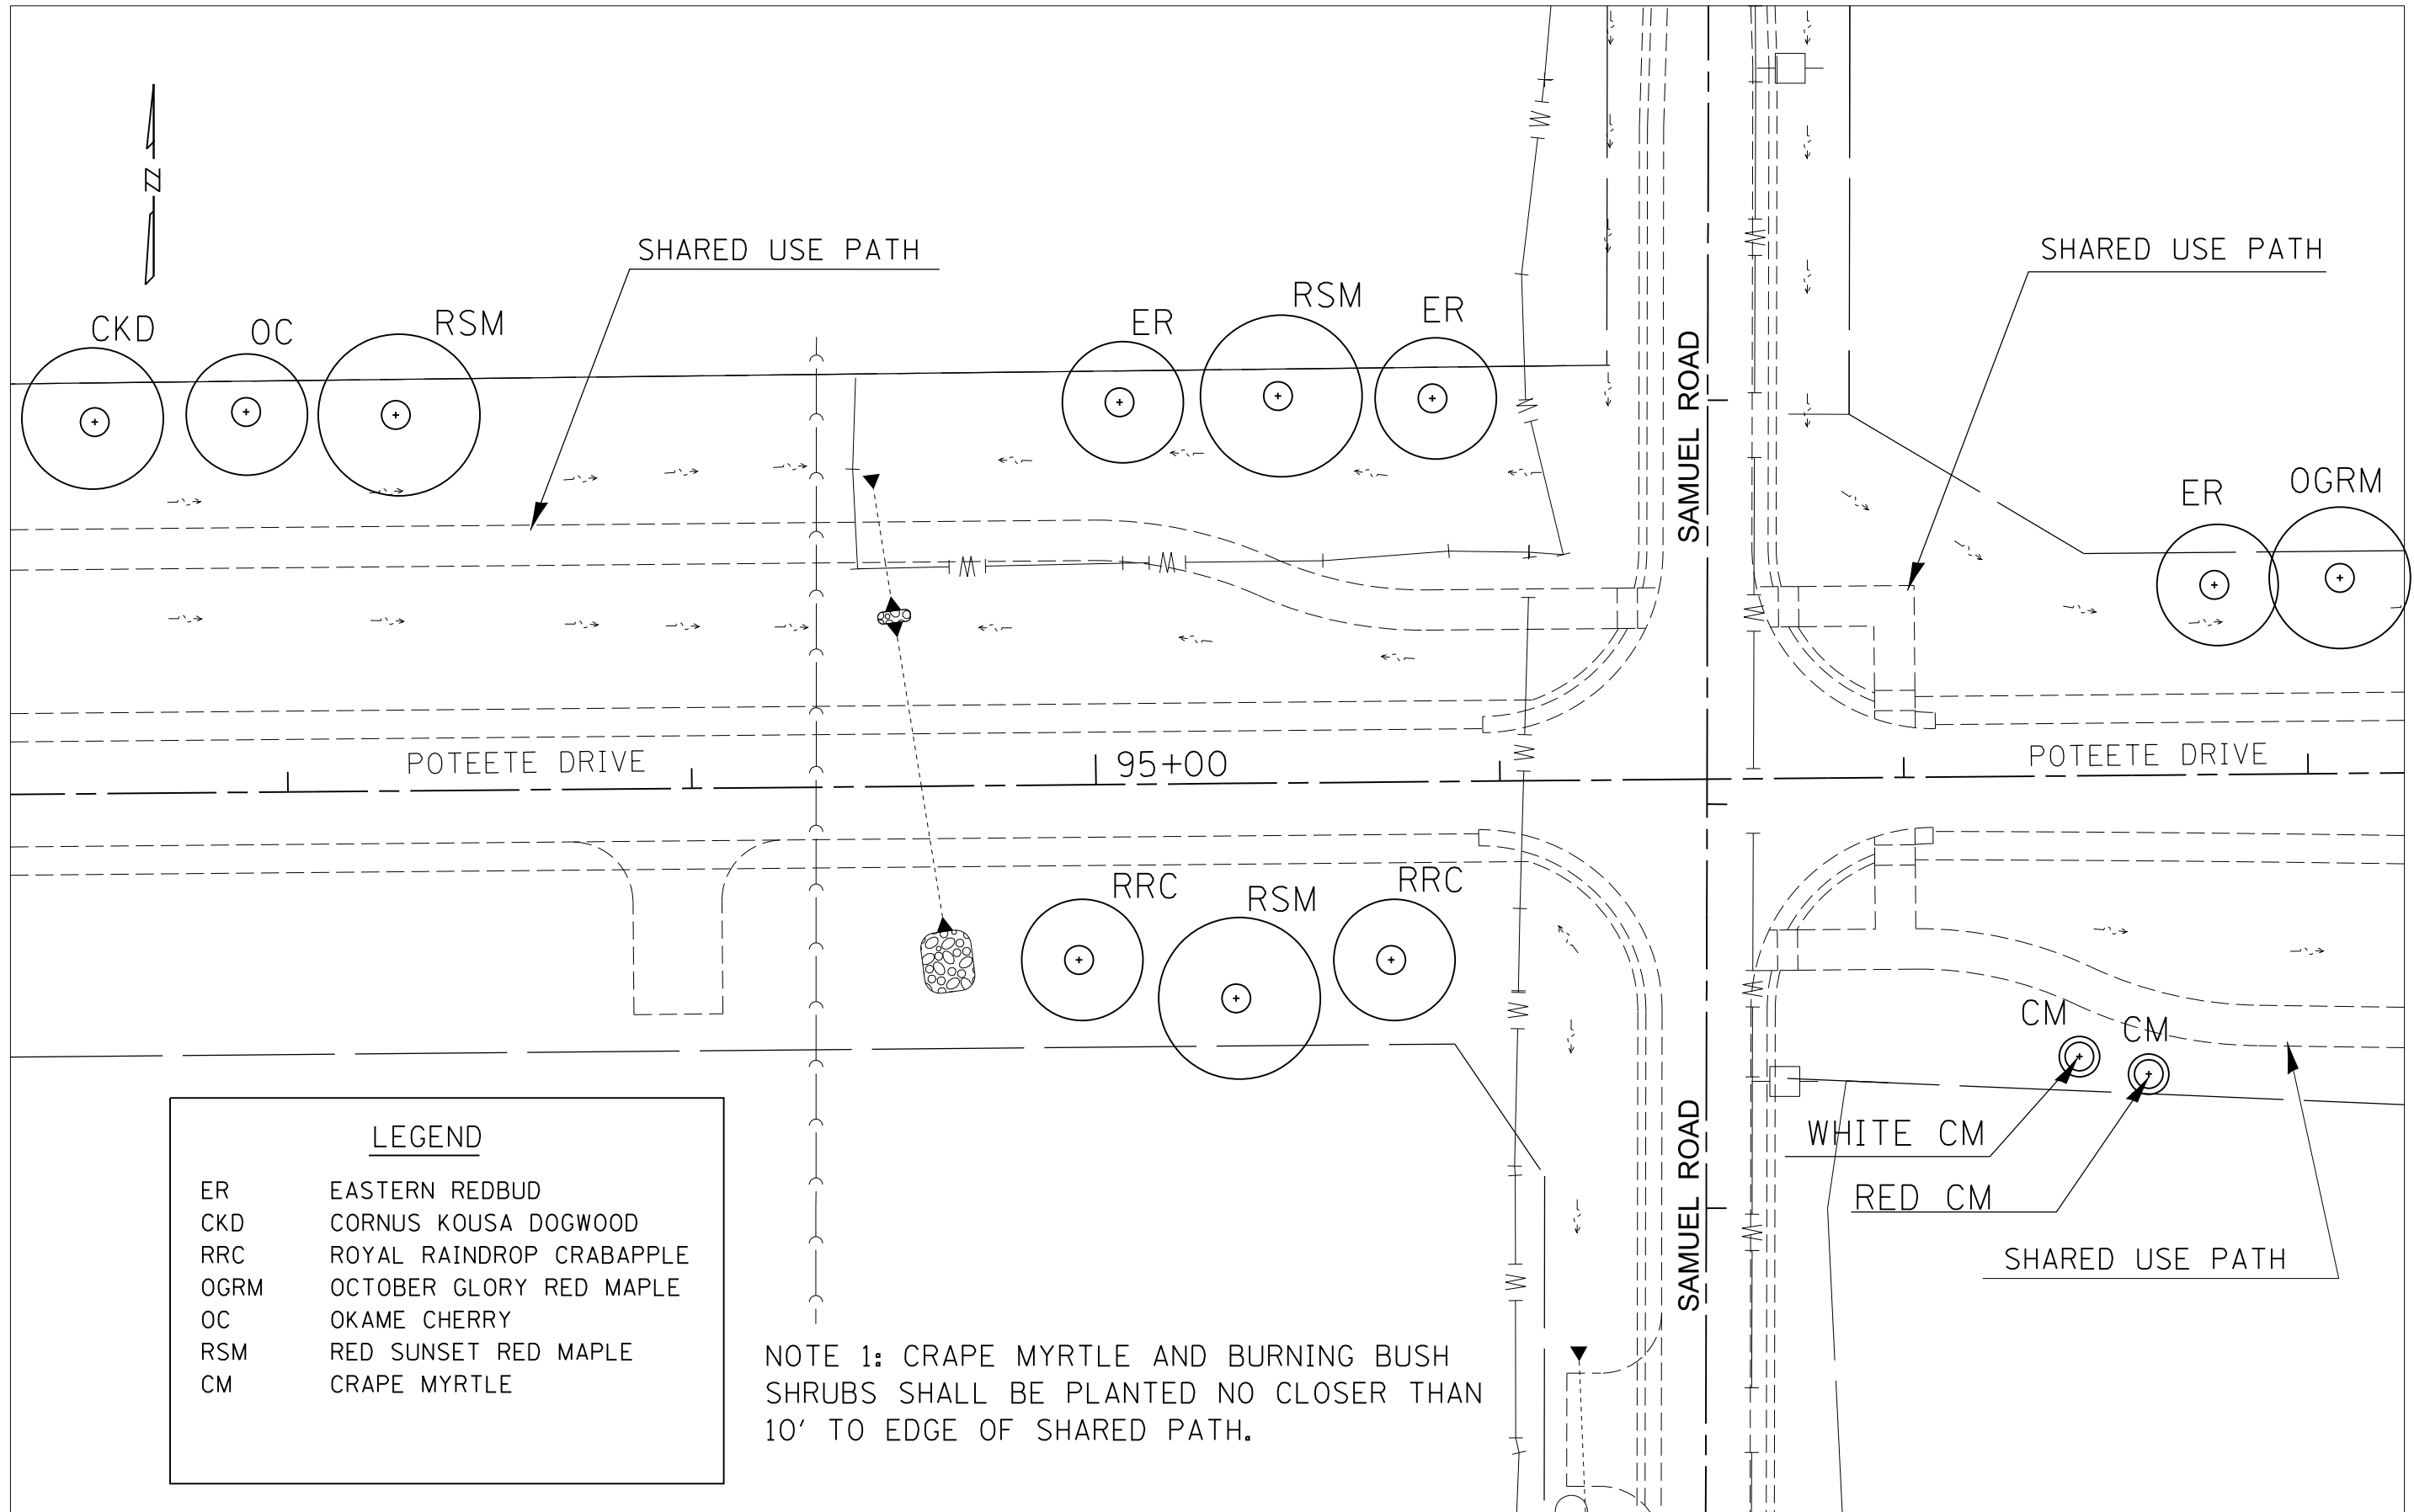 N
SHARED USE PATH
SHARED USE PATH
CKD
OC
RSM
ER
RSM
ER
SAMUEL ROAD
ER
OGRM
POTEETE DRIVE
95+00
POTEETE DRIVE
RRC
RSM
RRC
CM
CM
WHITE CM
RED CM
SHARED USE PATH
SAMUEL ROAD
LEGEND
ER EASTERN REDBUD
CKD CORNUS KOUSA DOGWOOD
RRC ROYAL RAINDROP CRABAPPLE
OGRM OCTOBER GLORY RED MAPLE
OC OKAME CHERRY
RSM RED SUNSET RED MAPLE
CM CRAPE MYRTLE
NOTE 1: CRAPE MYRTLE AND BURNING BUSH
SHRUBS SHALL BE PLANTED NO CLOSER THAN
10' TO EDGE OF SHARED PATH.